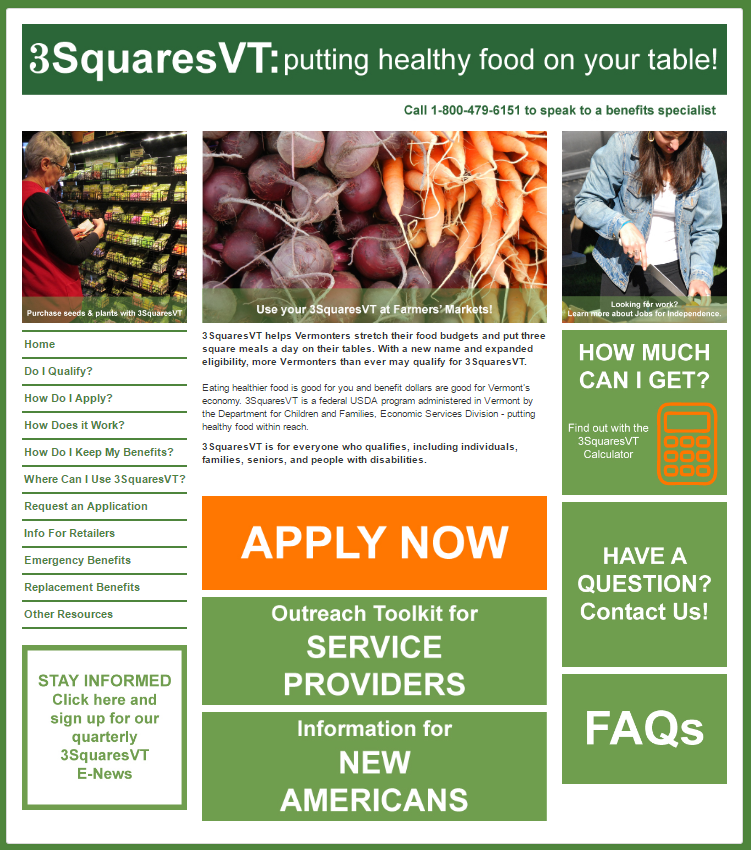 3SquaresVT: putting healthy food on your table!
Call 1-800-479-6151 to speak to a benefits specialist
Purchase seeds & plants with 3SquaresVT
Home
Do I Qualify?
How Do I Apply?
How Does it Work?
How Do I Keep My Benefits?
Where Can I Use 3SquaresVT?
Request an Application
Info For Retailers
Emergency Benefits
Replacement Benefits
Other Resources
STAY INFORMED
Click here and
sign up for our
quarterly
3SquaresVT
E-News
Use your 3SquaresVT at Farmers' Markets!
3SquaresVT helps Vermonters stretch their food budgets and put three
square meals a day on their tables. With a new name and expanded
eligibility, more Vermonters than ever may qualify for 3SquaresVT.
Eating healthier food is good for you and benefit dollars are good for Vermont's
economy. 3SquaresVT is a federal USDA program administered in Vermont by
the Department for Children and Families, Economic Services Division - putting
healthy food within reach.
3SquaresVT is for everyone who qualifies, including individuals,
families, seniors, and people with disabilities.
APPLY NOW
Outreach Toolkit for
SERVICE
PROVIDERS
Information for
NEW
AMERICANS
Looking for work?
Learn more about Jobs for Independence.
HOW MUCH
CAN I GET?
Find out with the
3SquaresVT
Calculator
HAVE A
QUESTION?
Contact Us!
FAQs